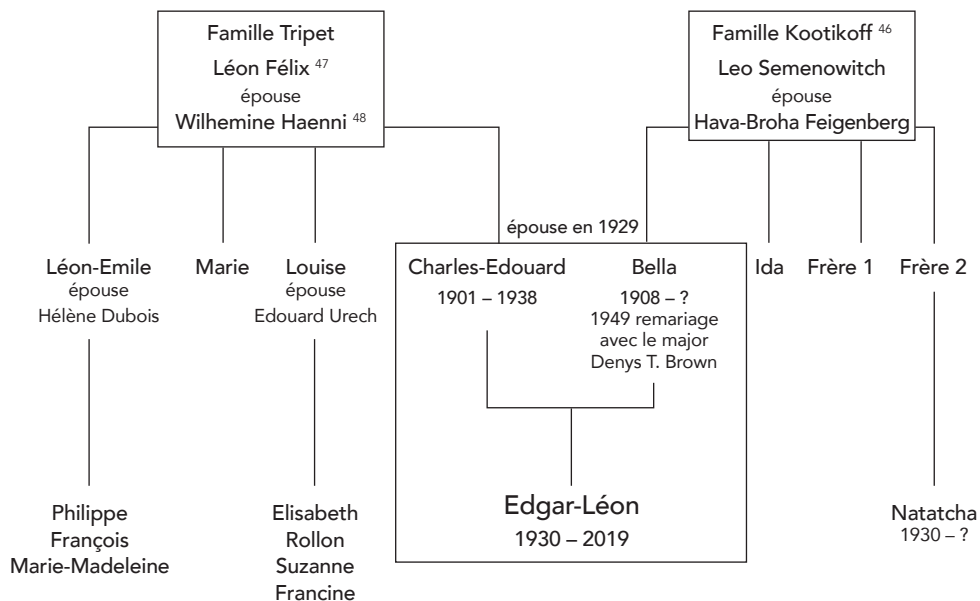 Famille Tripet
Léon Félix 47
épouse
Wilhemine Haenni 48
Famille Kootikoff 46
Leo Semenowitch
épouse
Hava-Broha Feigenberg
épouse en 1929
Léon-Emile
épouse
Hélène Dubois
Marie
Louise
épouse
Edouard Urech
Charles-Edouard
1901 – 1938
Bella
1908 – ?
1949 remariage
avec le major
Denys T. Brown
Ida
Frère 1
Frère 2
Philippe
François
Marie-Madeleine
Elisabeth
Rollon
Suzanne
Francine
Edgar-Léon
1930 – 2019
Natatcha
1930 – ?